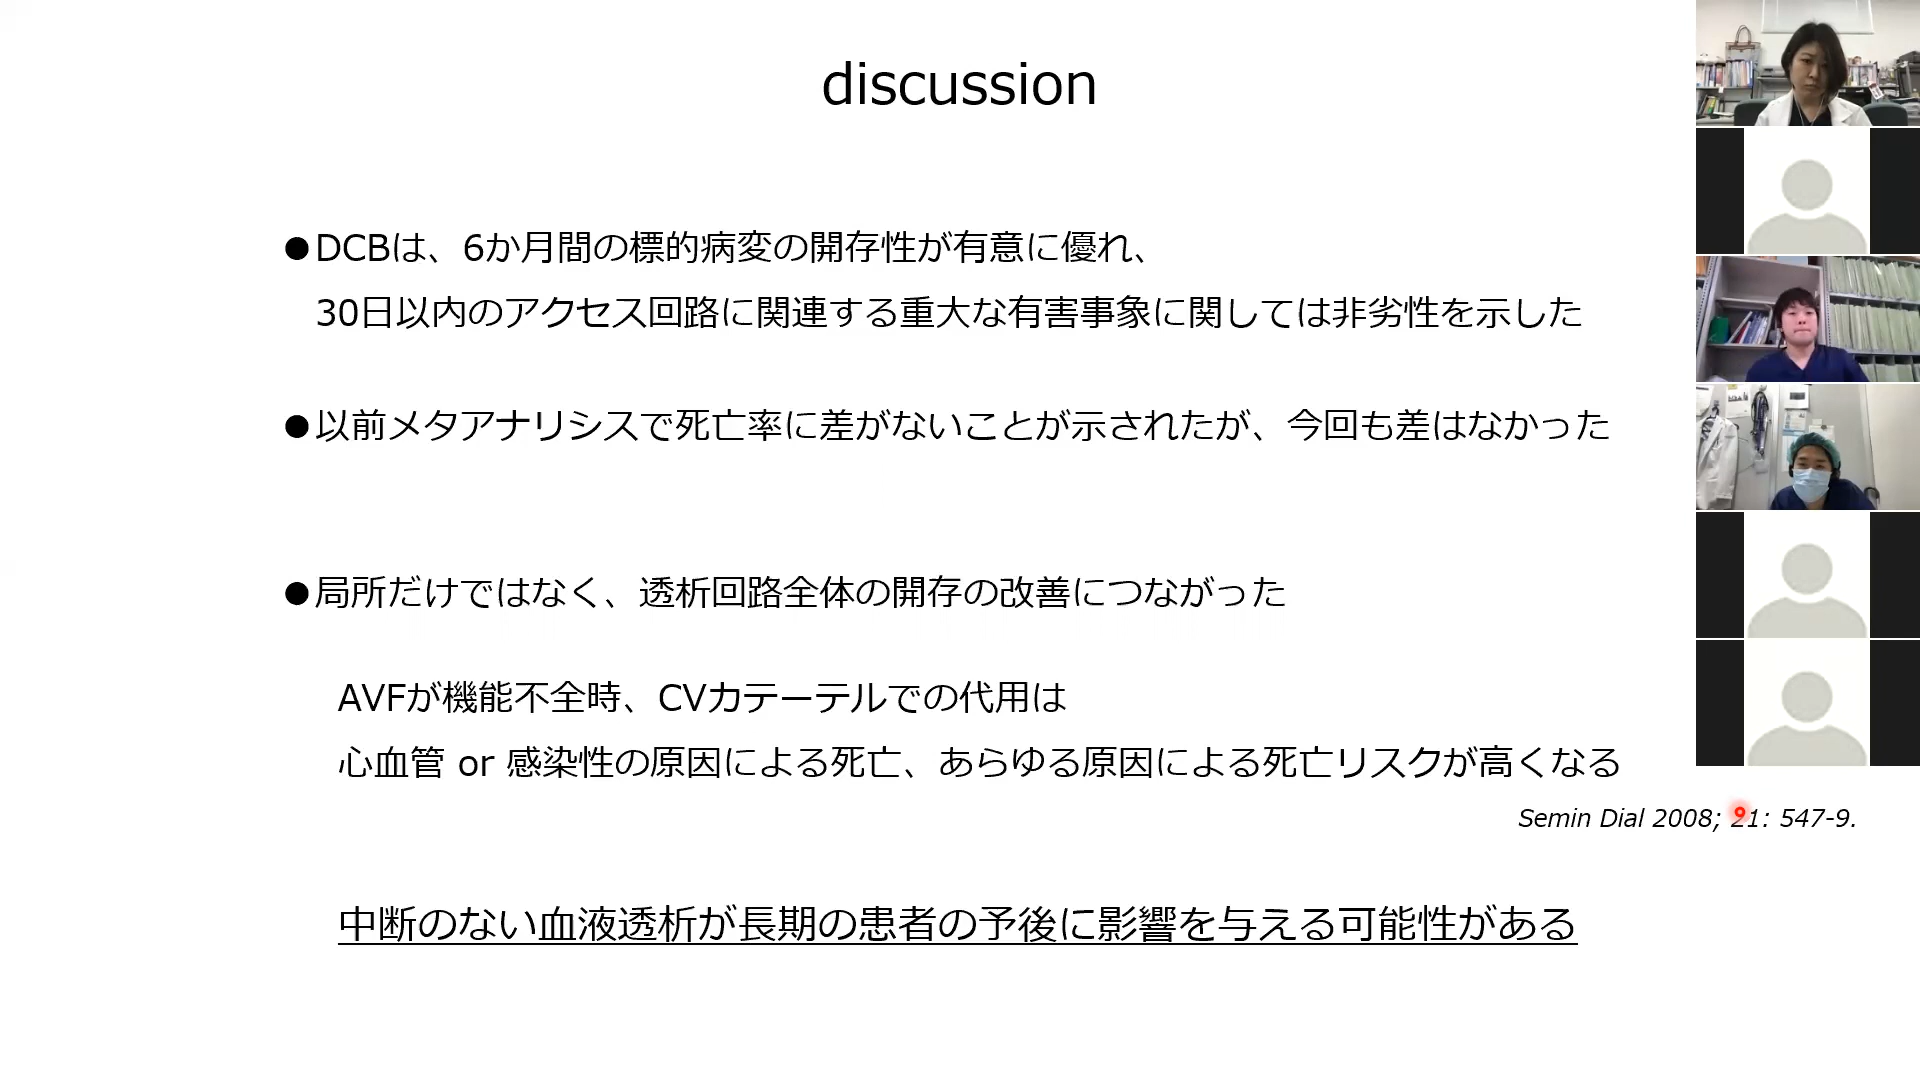 discussion
●DCBは、6か月間の標的病変の開存性が有意に優れ、
30日以内のアクセス回路に関連する重大な有害事象に関しては非劣性を示した
●以前メタアナリシスで死亡率に差がないことが示されたが、今回も差はなかった
●局所だけではなく、透析回路全体の開存の改善につながった
AVFが機能不全時、CVカテーテルでの代用は
心血管 or 感染性の原因による死亡、あらゆる原因による死亡リスクが高くなる
Semin Dial 2008; 21: 547-9.
中断のない血液透析が長期の患者の予後に影響を与える可能性がある